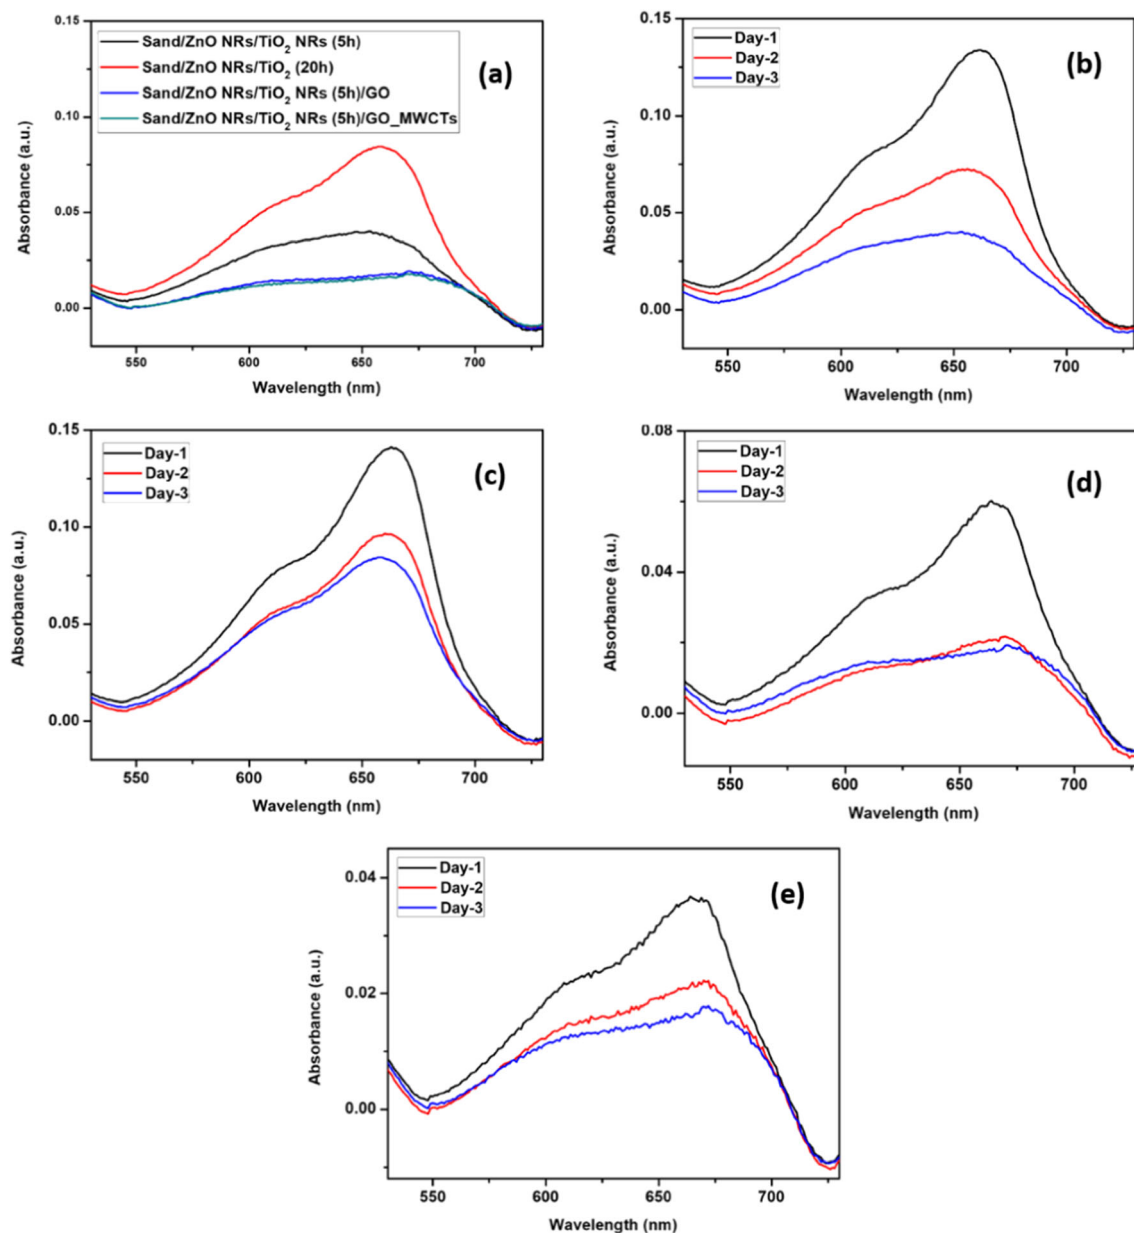 0.15
0.10
0.05
0.00
Absorbance (a.u.)
Sand/ZnO NRs/TiO₂ NRs (5h)
Sand/ZnO NRs/TiO₂ (20h)
Sand/ZnO NRs/TiO₂ NRs (5h)/GO
Sand/ZnO NRs/TiO₂ NRs (5h)/GO_MWCTs
(a)
550 600 650 700
Wavelength (nm)
0.15
0.10
0.05
0.00
Absorbance (a.u.)
Day-1
Day-2
Day-3
(b)
550 600 650 700
Wavelength (nm)
0.15
0.10
0.05
0.00
Absorbance (a.u.)
Day-1
Day-2
Day-3
(c)
550 600 650 700
Wavelength (nm)
0.08
0.04
0.00
Absorbance (a.u.)
Day-1
Day-2
Day-3
(d)
550 600 650 700
Wavelength (nm)
0.04
0.02
0.00
Absorbance (a.u.)
Day-1
Day-2
Day-3
(e)
550 600 650 700
Wavelength (nm)